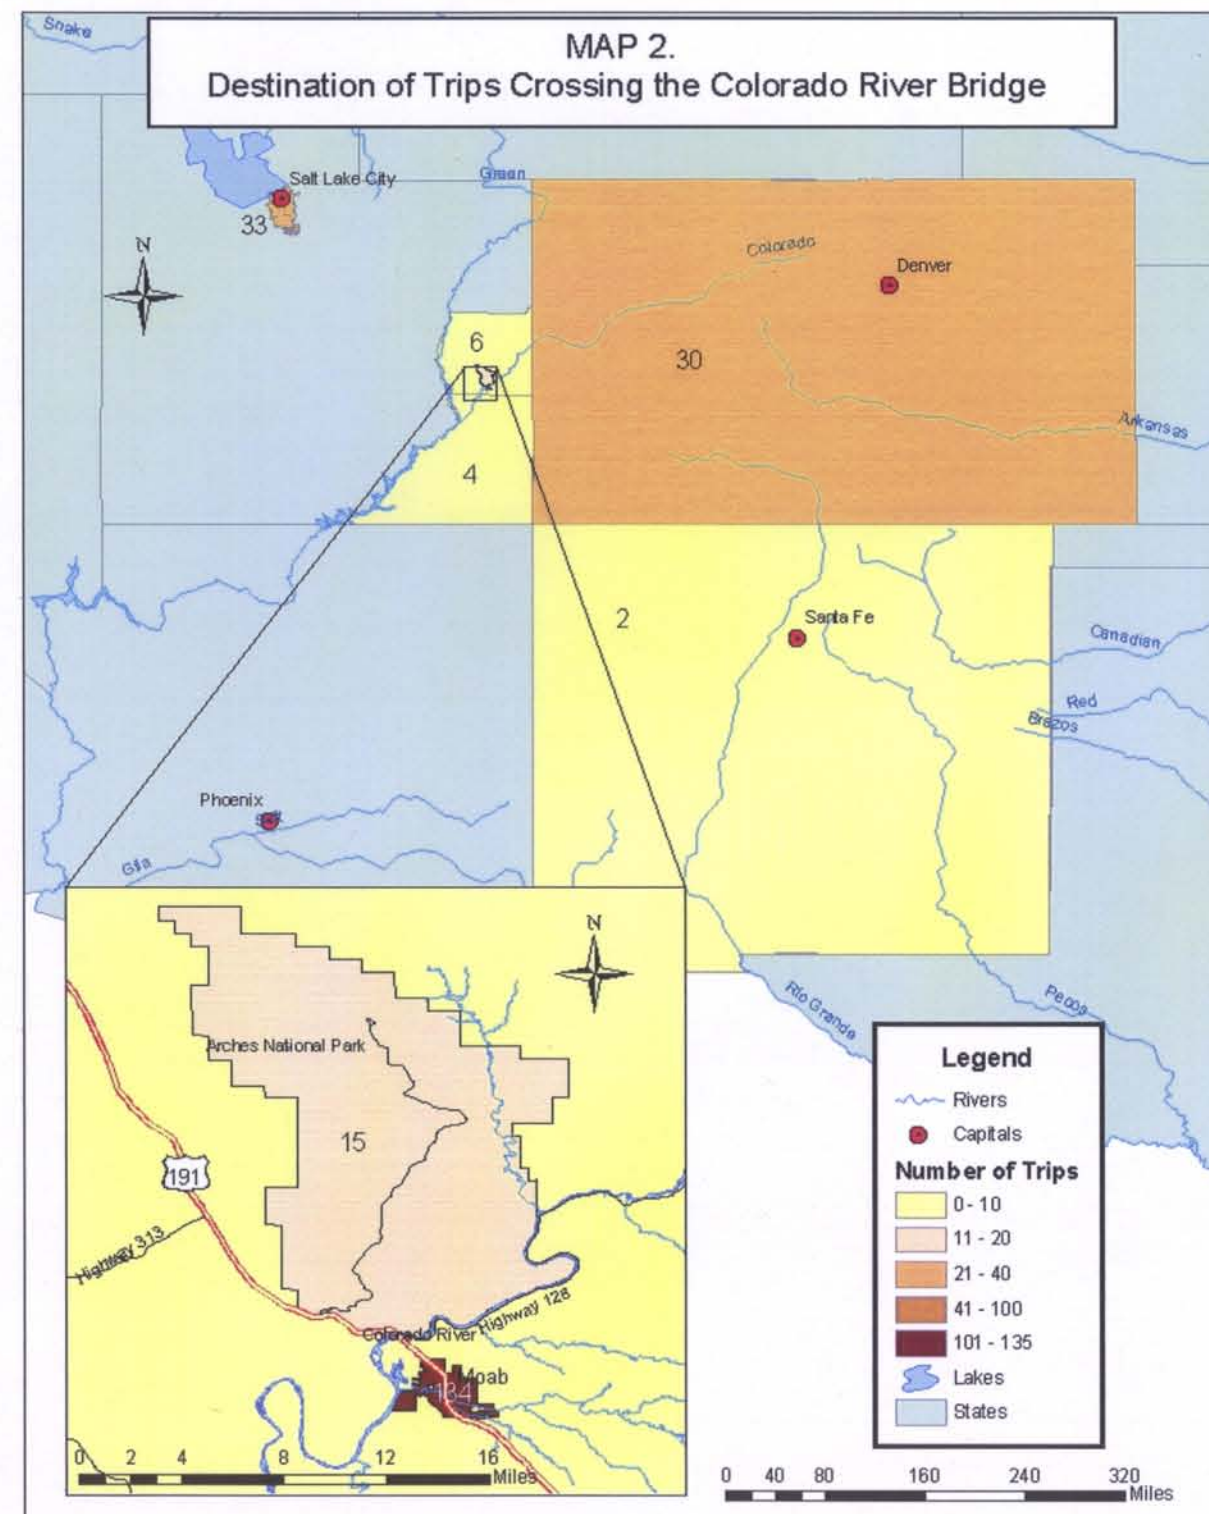 MAP 2.
Destination of Trips Crossing the Colorado River Bridge
Snake
Salt Lake City
Green
33
N
Colorado
Denver
6
30
Arkansas
4
2
Santa Fe
Canadian
Red
Brazos
Phoenix
Gila
Rio Grande
Pecos
N
Arches National Park
15
191
Highway 313
Highway 128
Colorado River
Moab
134
0 2 4 8 12 16
Miles
Legend
Rivers
Capitals
Number of Trips
0 - 10
11 - 20
21 - 40
41 - 100
101 - 135
Lakes
States
0 40 80 160 240 320
Miles